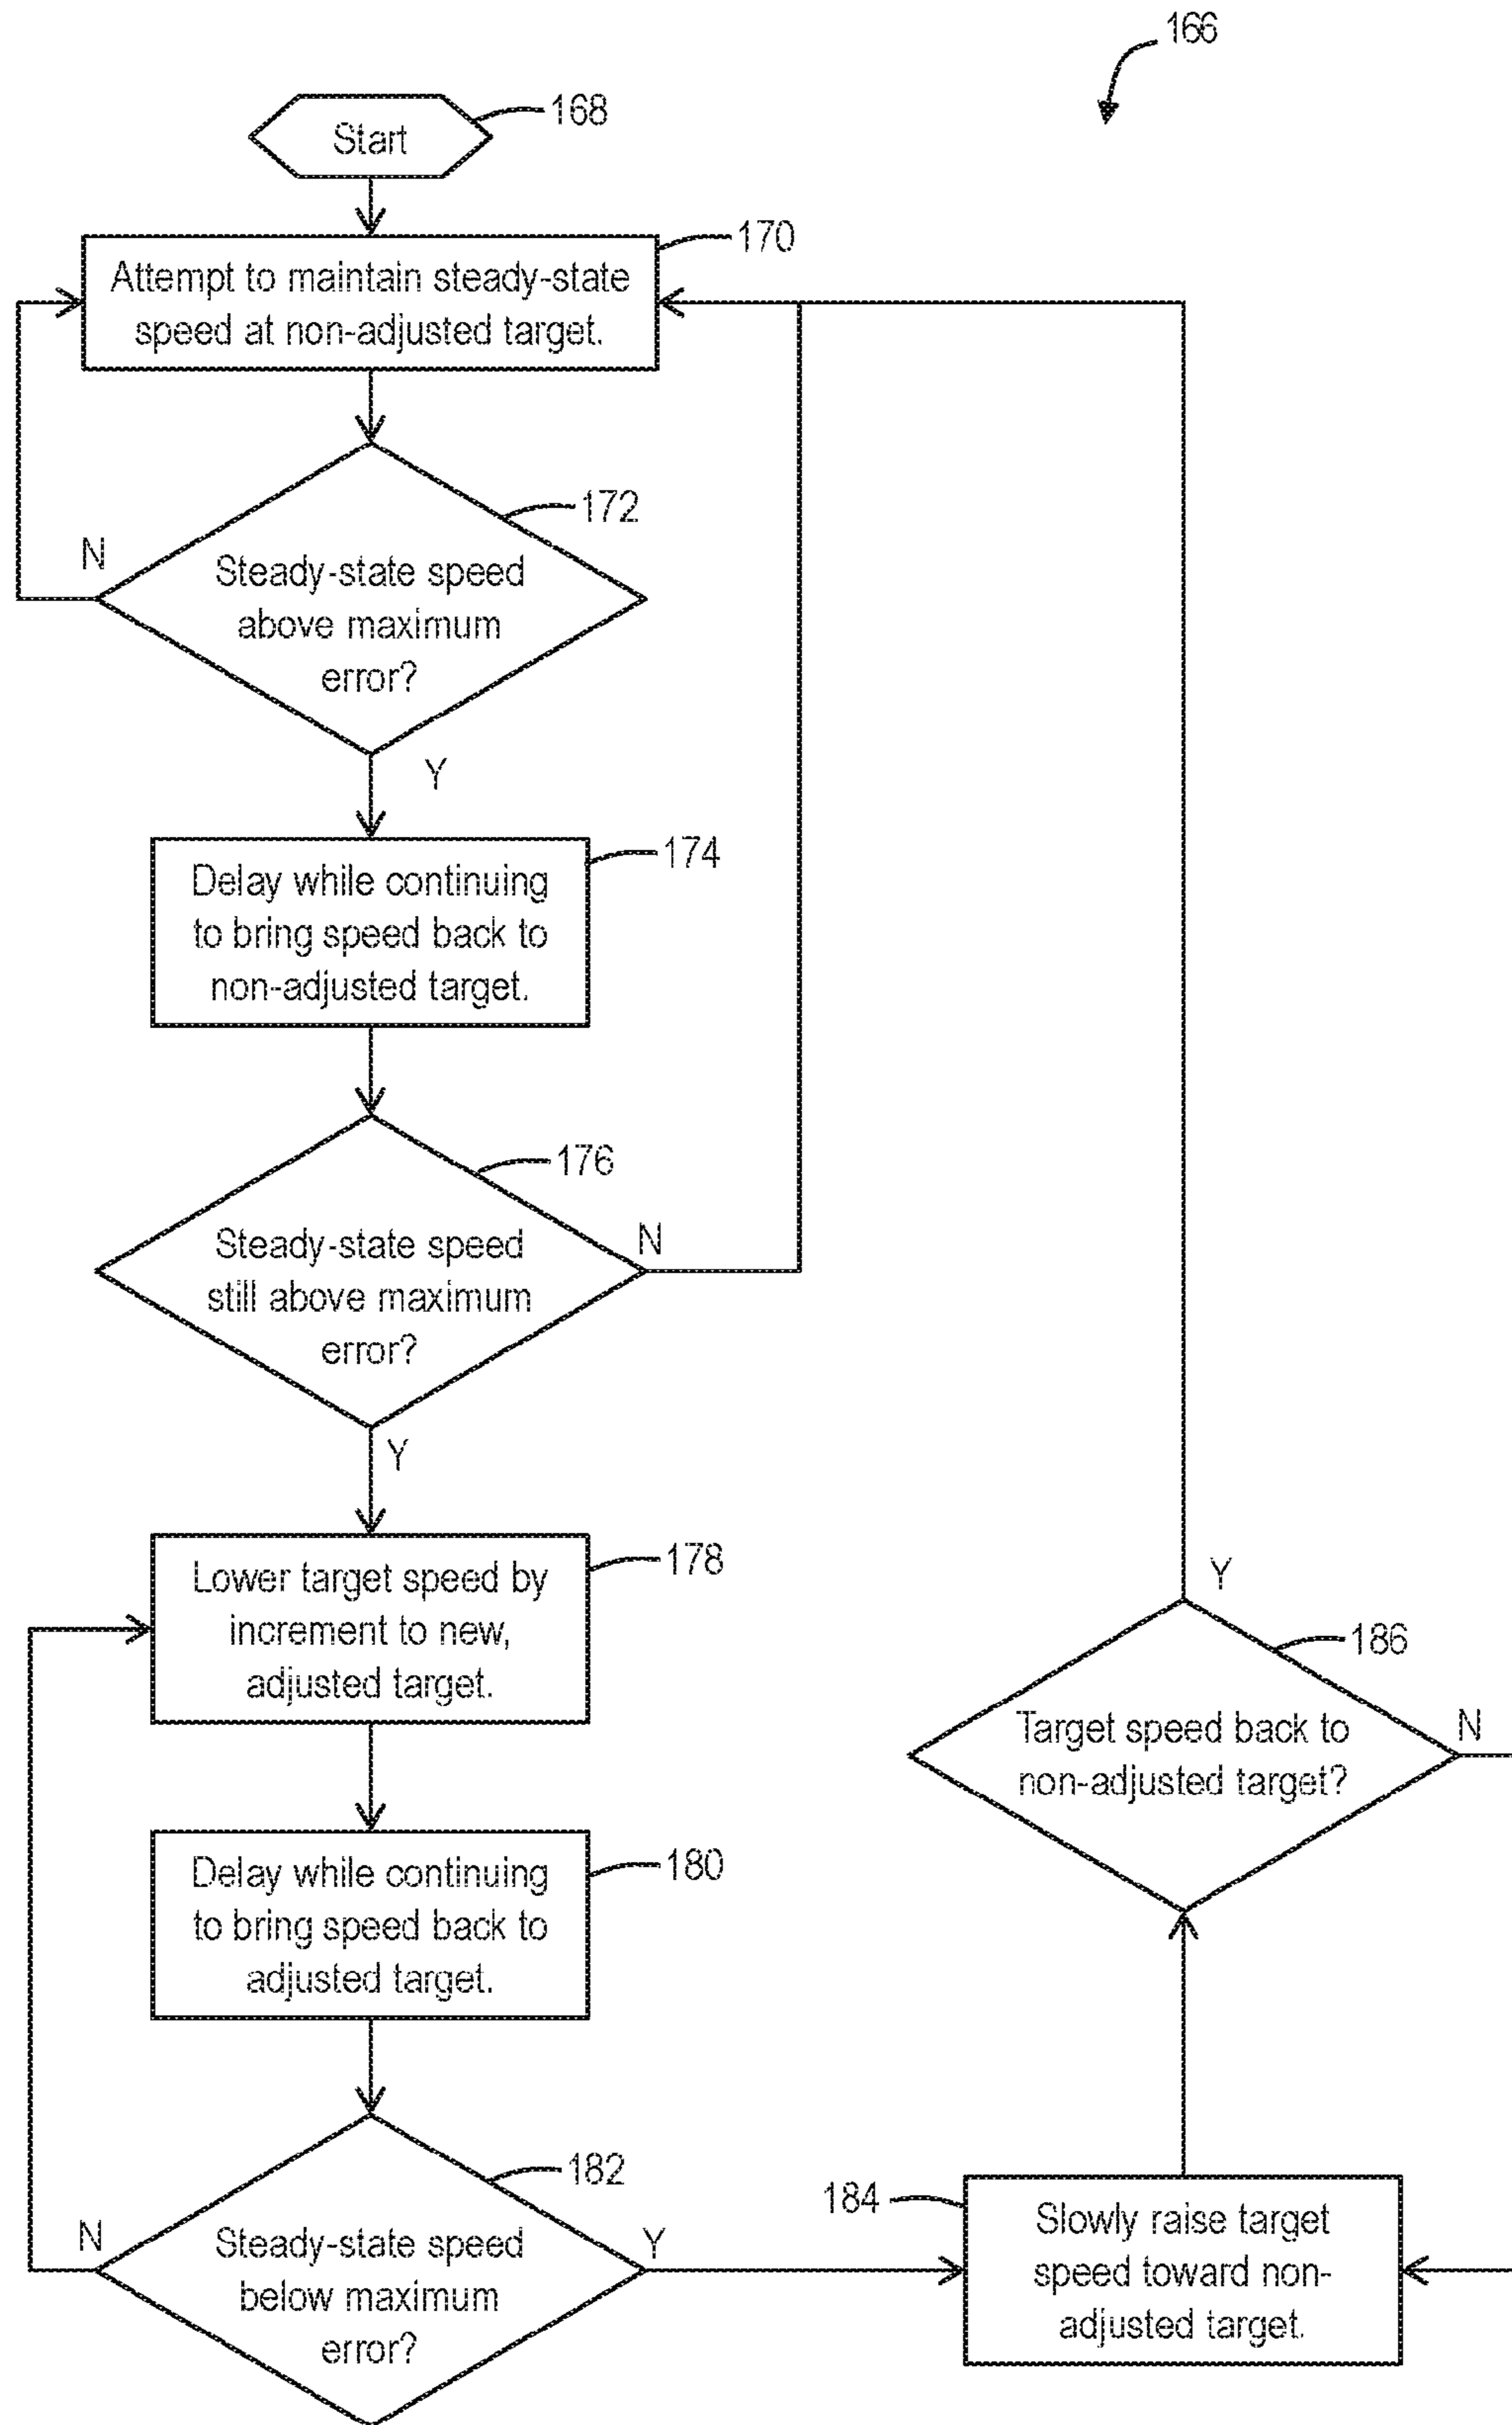 166
168
Start
170
Attempt to maintain steady-state
speed at non-adjusted target.
172
N
Steady-state speed
above maximum
error?
Y
174
Delay while continuing
to bring speed back to
non-adjusted target.
176
Steady-state speed
still above maximum
error?
N
Y
178
Lower target speed by
increment to new,
adjusted target.
180
Delay while continuing
to bring speed back to
adjusted target.
182
N
Steady-state speed
below maximum
error?
Y
184
Slowly raise target
speed toward non-
adjusted target.
Y
186
Target speed back to
non-adjusted target?
N